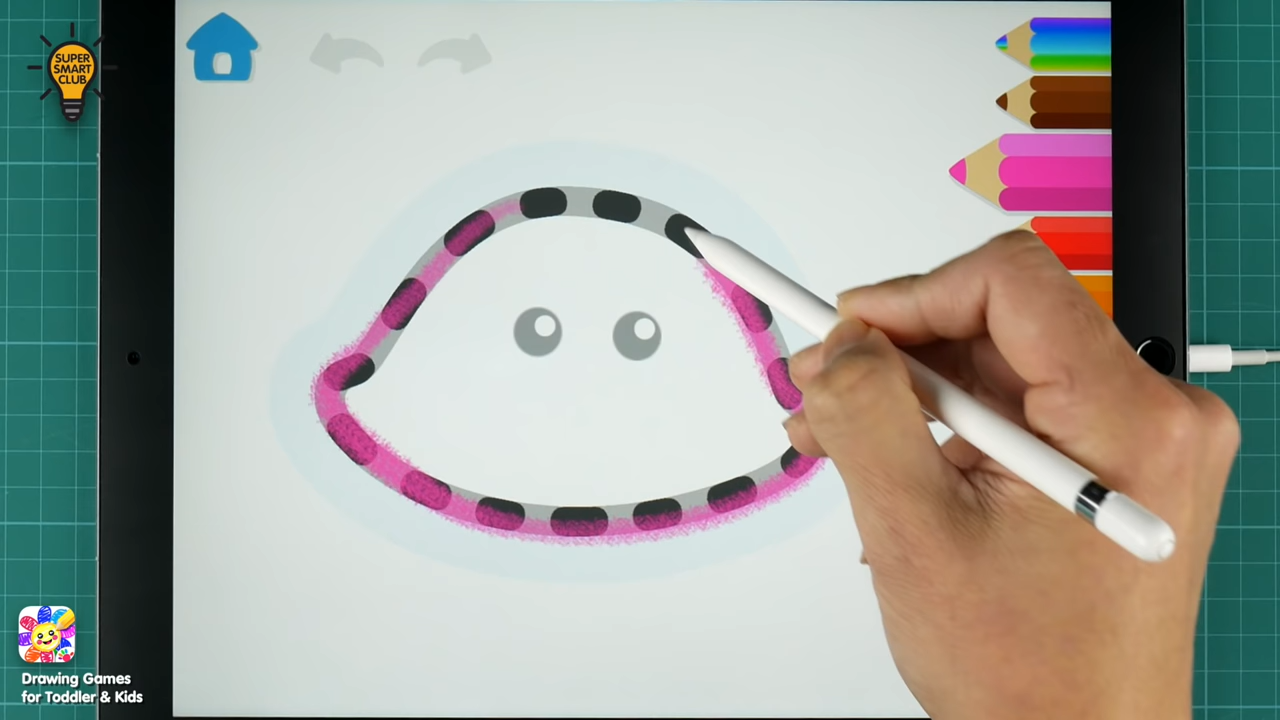 SUPER
SMART
CLUB
Drawing Games
for Toddler & Kids